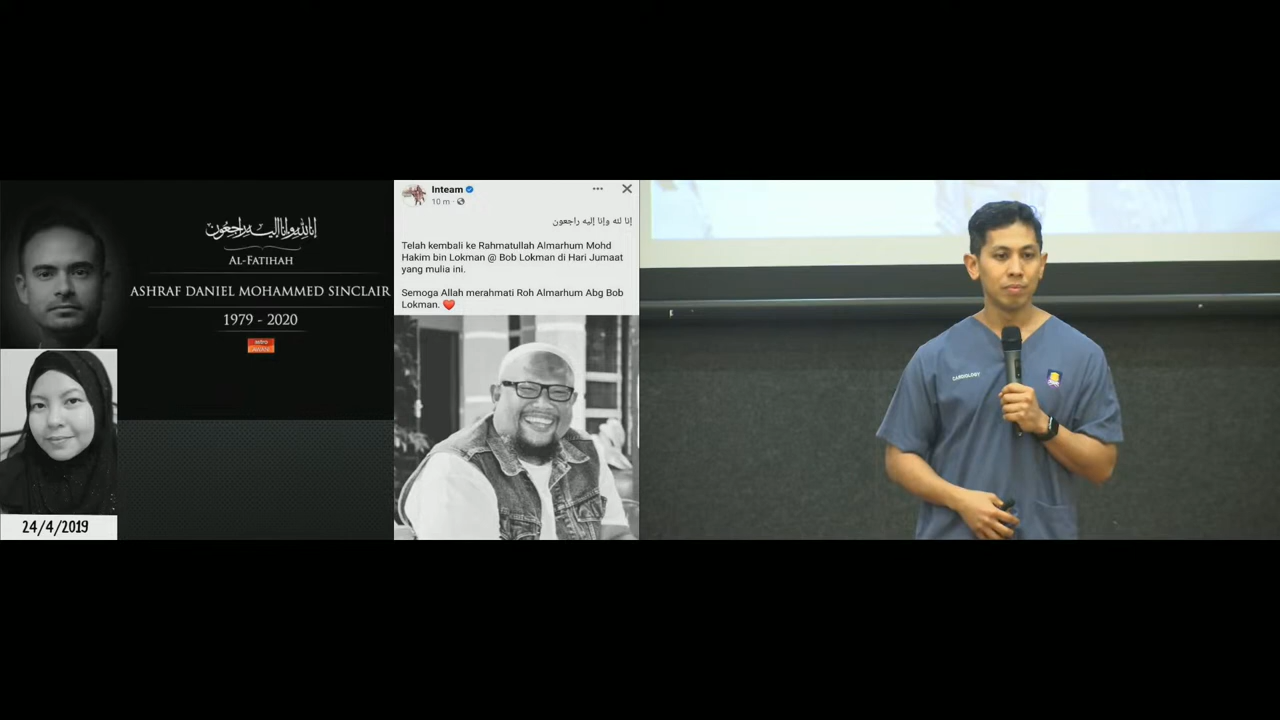 إنا لله وإنا إليه راجعون
AL-FATIHAH
ASHRAF DANIEL MOHAMMED SINCLAIR
1979 - 2020
astro
AWANI
24/4/2019
Inteam
10 m
إنا لله وإنا إليه راجعون
Telah kembali ke Rahmatullah Almarhum Mohd
Hakim bin Lokman @ Bob Lokman di Hari Jumaat
yang mulia ini.
Semoga Allah merahmati Roh Almarhum Abg Bob
Lokman. ❤️
CARDIOLOGY